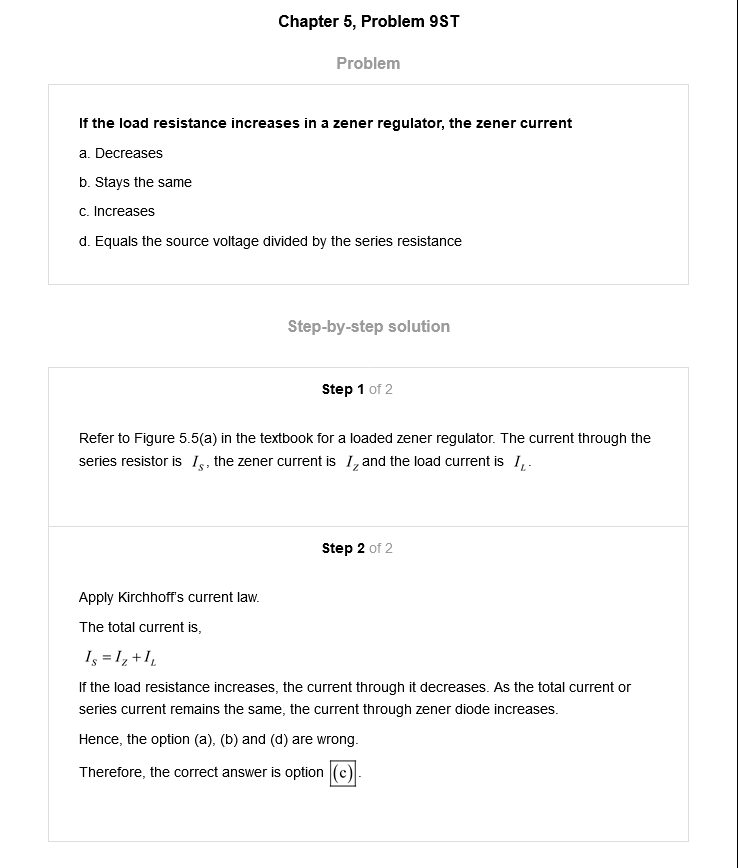 Chapter 5, Problem 9ST
Problem
If the load resistance increases in a zener regulator, the zener current
a. Decreases
b. Stays the same
c. Increases
d. Equals the source voltage divided by the series resistance
Step-by-step solution
Step 1 of 2
Refer to Figure 5.5(a) in the textbook for a loaded zener regulator. The current through the
series resistor is I_S, the zener current is I_Z and the load current is I_L.
Step 2 of 2
Apply Kirchhoff's current law.
The total current is,
I_S = I_Z + I_L
If the load resistance increases, the current through it decreases. As the total current or
series current remains the same, the current through zener diode increases.
Hence, the option (a), (b) and (d) are wrong.
Therefore, the correct answer is option (c).